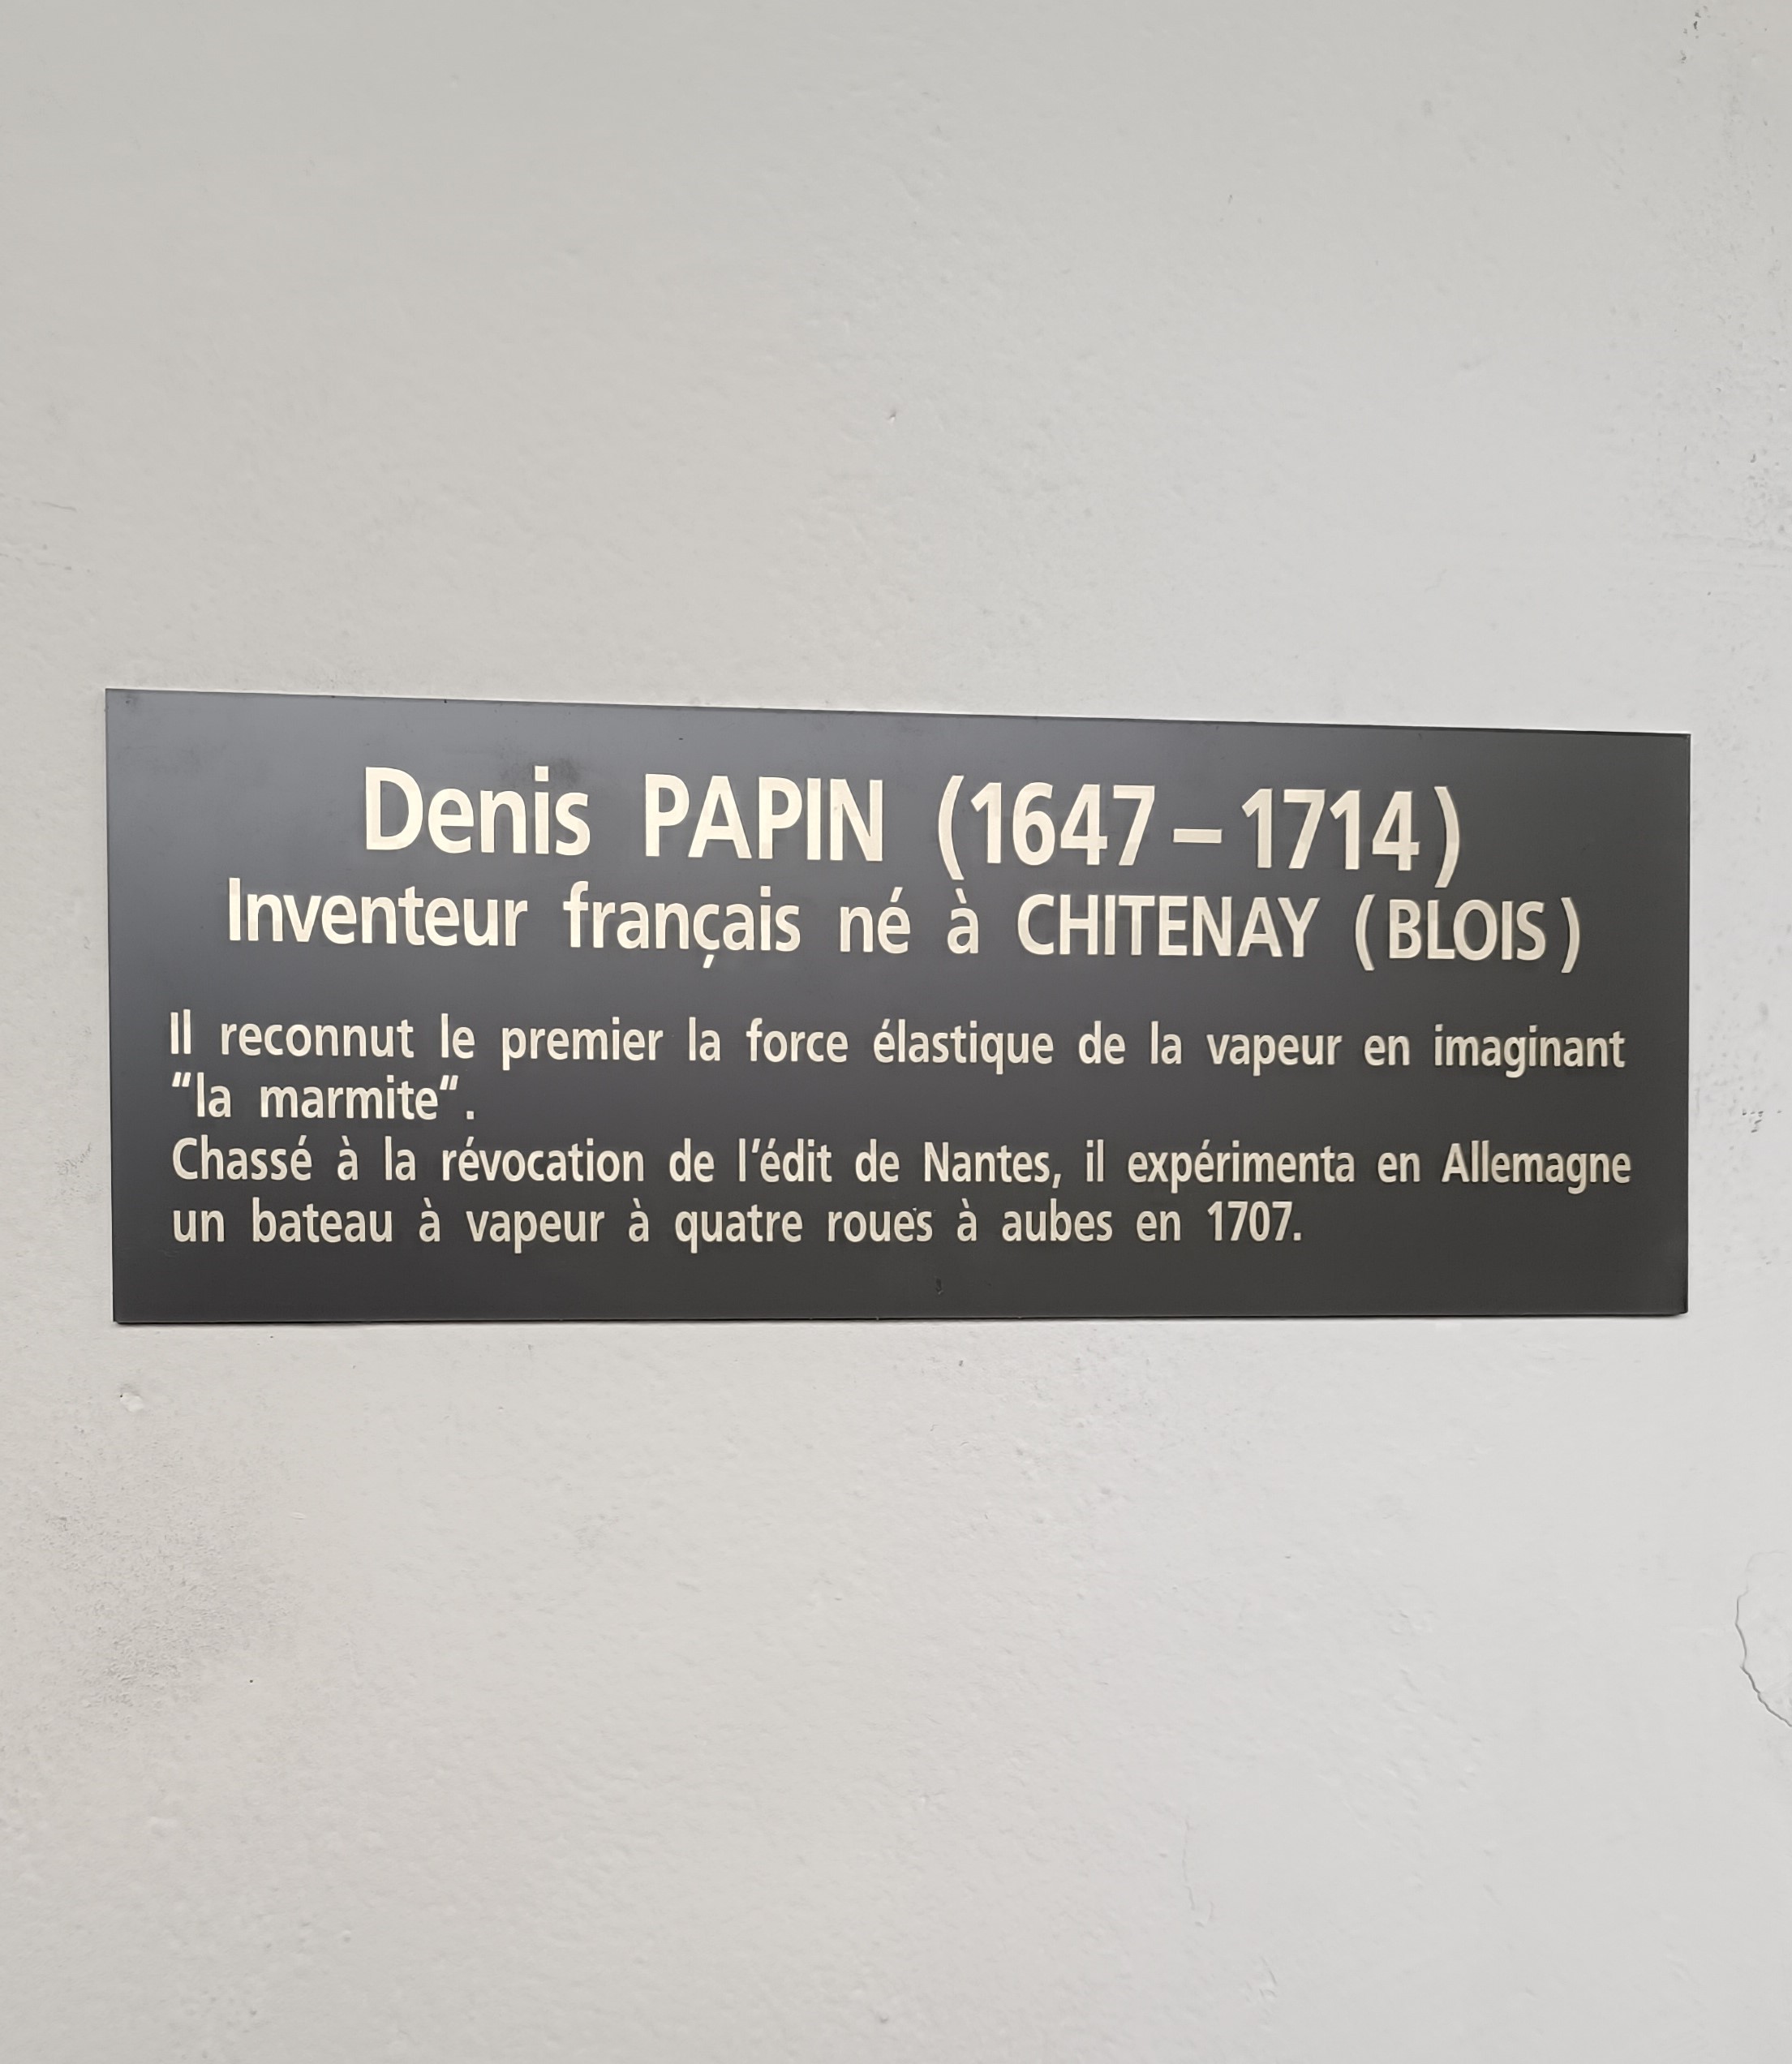 Denis PAPIN (1647–1714)
Inventeur français né à CHITENAY (BLOIS)
Il reconnut le premier la force élastique de la vapeur en imaginant
“la marmite“.
Chassé à la révocation de l’édit de Nantes, il expérimenta en Allemagne
un bateau à vapeur à quatre roues à aubes en 1707.